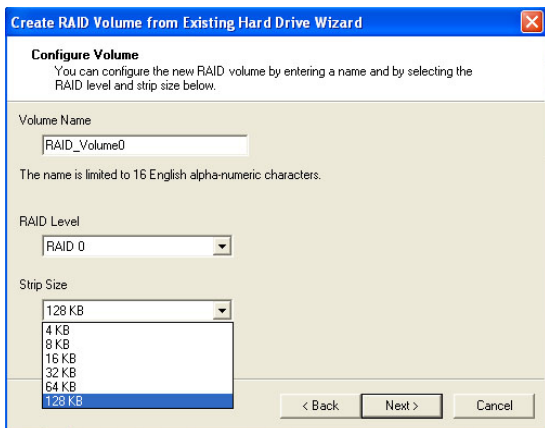 Create RAID Volume from Existing Hard Drive Wizard
Configure Volume
You can configure the new RAID volume by entering a name and by selecting the
RAID level and strip size below.
Volume Name
RAID_Volume0
The name is limited to 16 English alpha-numeric characters.
RAID Level
RAID 0
Strip Size
128 KB
4 KB
8 KB
16 KB
32 KB
64 KB
128 KB
< Back Next > Cancel